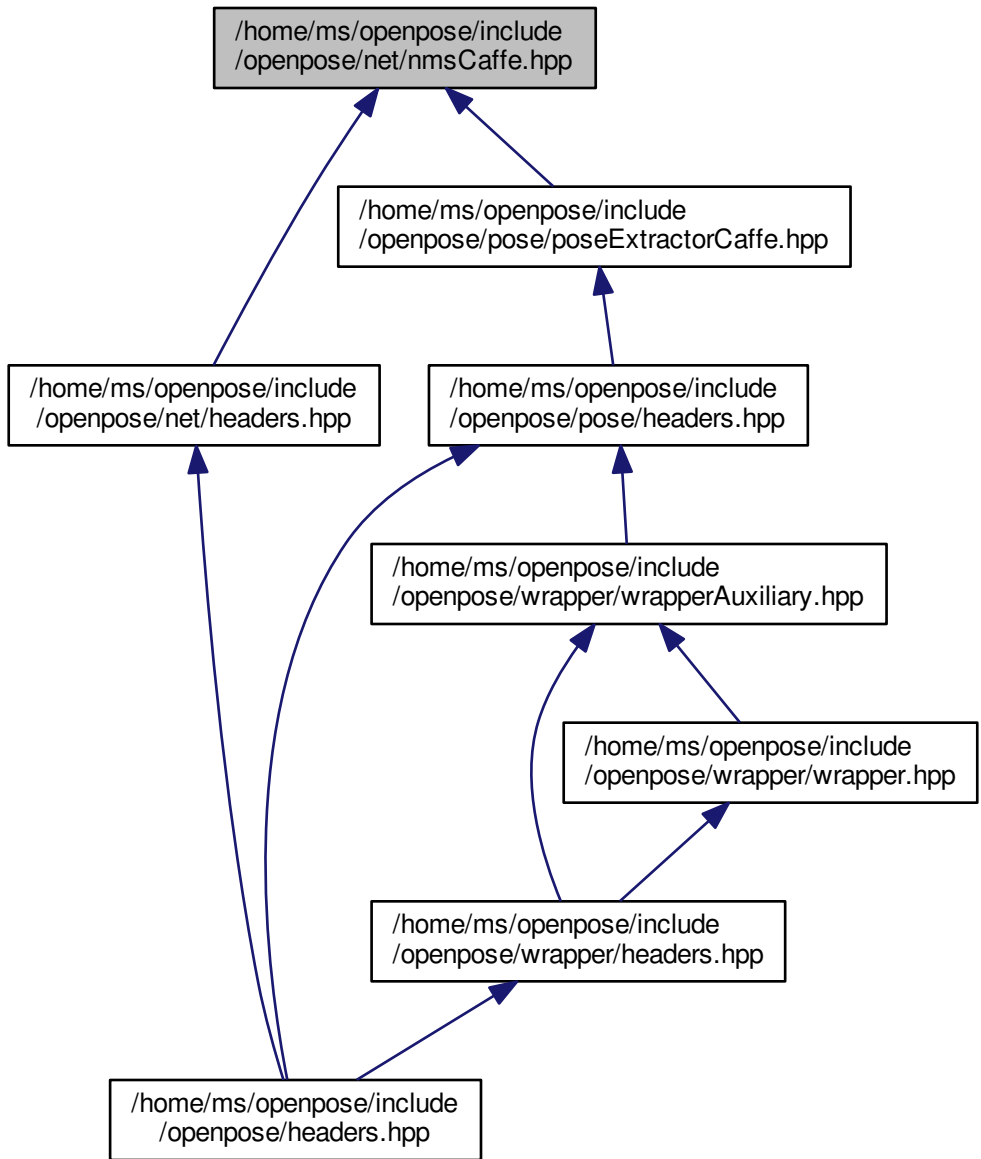 /home/ms/openpose/include
/openpose/net/nmsCaffe.hpp
/home/ms/openpose/include
/openpose/pose/poseExtractorCaffe.hpp
/home/ms/openpose/include
/openpose/net/headers.hpp
/home/ms/openpose/include
/openpose/pose/headers.hpp
/home/ms/openpose/include
/openpose/wrapper/wrapperAuxiliary.hpp
/home/ms/openpose/include
/openpose/wrapper/wrapper.hpp
/home/ms/openpose/include
/openpose/wrapper/headers.hpp
/home/ms/openpose/include
/openpose/headers.hpp